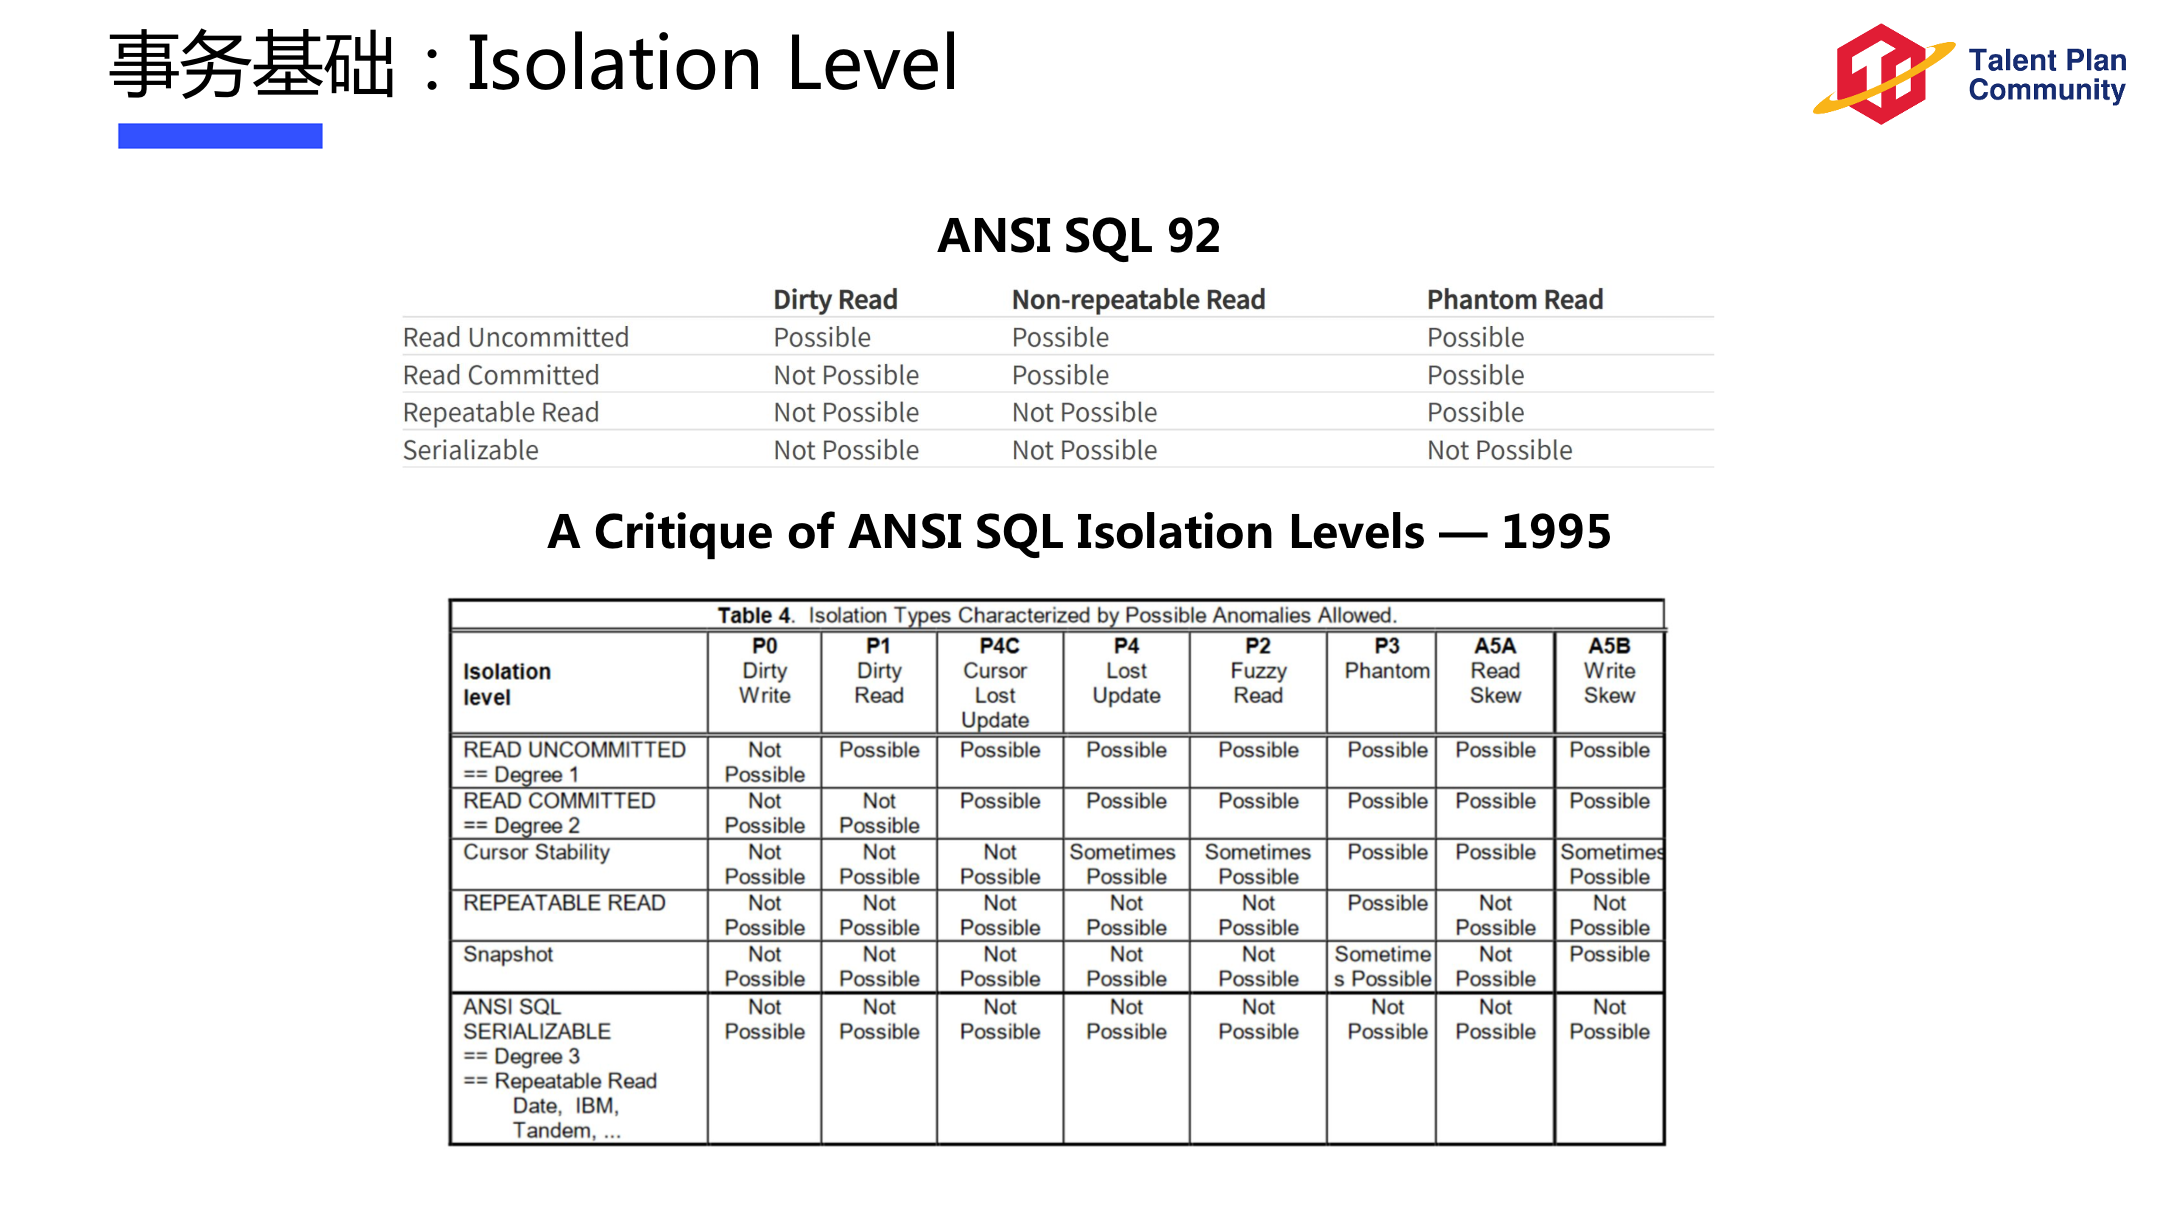 事务基础：Isolation Level
Talent Plan
Community
ANSI SQL 92
Dirty Read Non-repeatable Read Phantom Read
Read Uncommitted Possible Possible Possible
Read Committed Not Possible Possible Possible
Repeatable Read Not Possible Not Possible Possible
Serializable Not Possible Not Possible Not Possible
A Critique of ANSI SQL Isolation Levels — 1995
Table 4. Isolation Types Characterized by Possible Anomalies Allowed.
Isolation level P0 Dirty Write P1 Dirty Read P4C Cursor Lost Update P4 Lost Update P2 Fuzzy Read P3 Phantom A5A Read Skew A5B Write Skew
READ UNCOMMITTED == Degree 1 Not Possible Possible Possible Possible Possible Possible Possible Possible
READ COMMITTED == Degree 2 Not Possible Not Possible Possible Possible Possible Possible Possible Possible
Cursor Stability Not Possible Not Possible Not Possible Sometimes Possible Sometimes Possible Possible Possible Sometimes Possible
REPEATABLE READ Not Possible Not Possible Not Possible Not Possible Not Possible Possible Not Possible Not Possible
Snapshot Not Possible Not Possible Not Possible Not Possible Not Possible Sometimes Possible Not Possible Possible
ANSI SQL SERIALIZABLE == Degree 3 == Repeatable Read Date, IBM, Tandem, ... Not Possible Not Possible Not Possible Not Possible Not Possible Not Possible Not Possible Not Possible